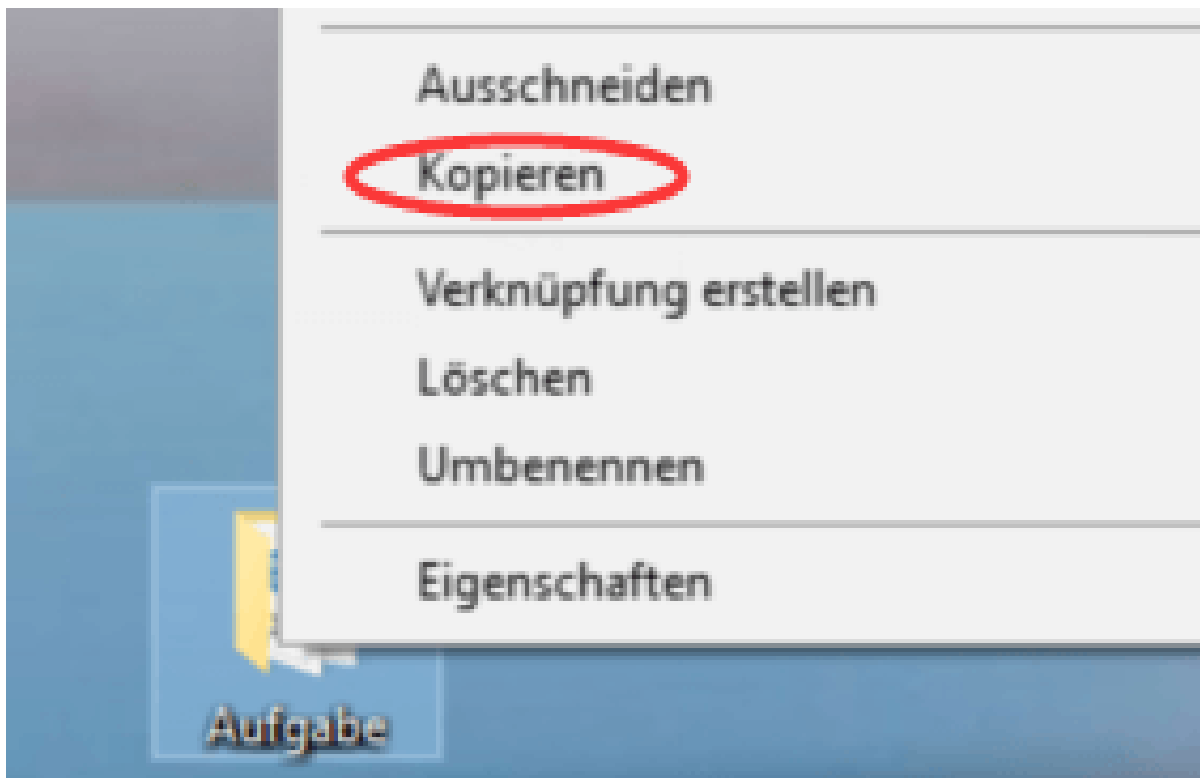 Ausschneiden
Kopieren
Verknüpfung erstellen
Löschen
Umbenennen
Eigenschaften
Aufgabe